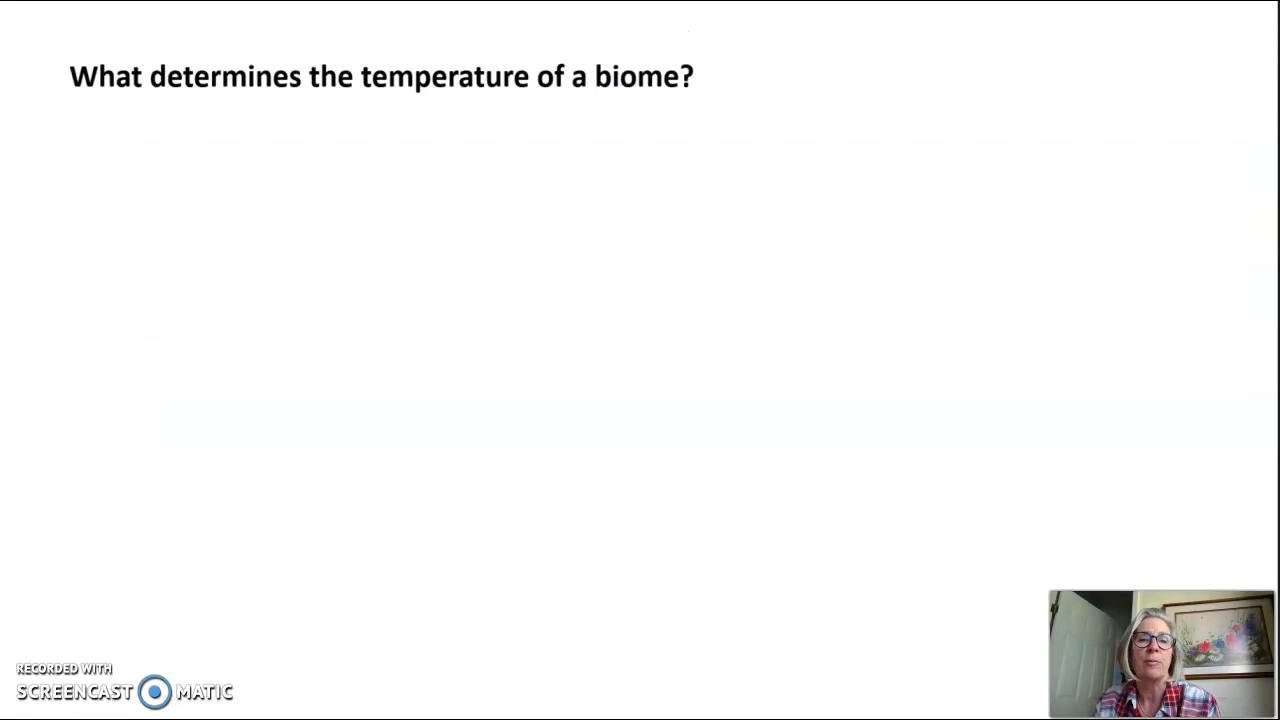 What determines the temperature of a biome?
RECORDED WITH
SCREENCAST MATIC